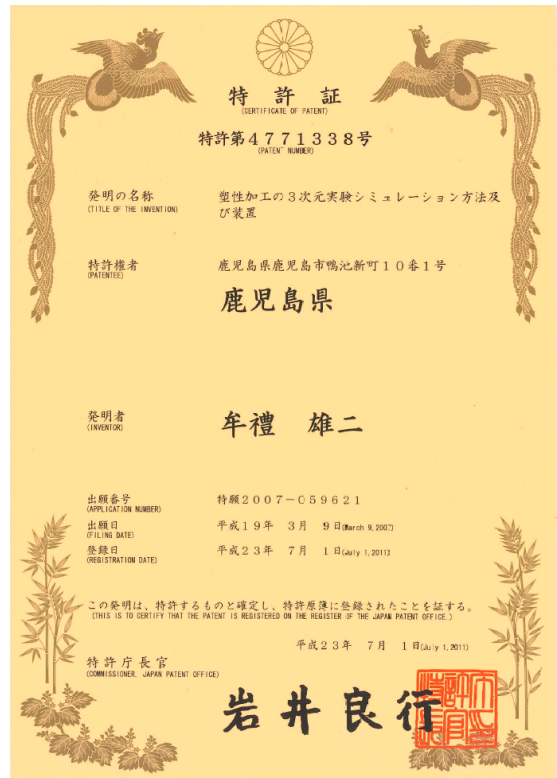 特許証
(CERTIFICATE OF PATENT)
特許第4771338号
(PATENT NUMBER)
発明の名称
(TITLE OF THE INVENTION)
塑性加工の3次元実験シミュレーション方法及
び装置
特許権者
(PATENTEE)
鹿児島県鹿児島市鴨池新町10番1号
鹿児島県
発明者
(INVENTOR)
牟禮 雄二
出願番号
(APPLICATION NUMBER)
特願2007-059621
出願日
(FILING DATE)
平成19年 3月 9日(March 9,2007)
登録日
(REGISTRATION DATE)
平成23年 7月 1日(July 1,2011)
この発明は、特許するものと確定し、特許原簿に登録されたことを証する。
(THIS IS TO CERTIFY THAT THE PATENT IS REGISTERED ON THE REGISTER OF THE JAPAN PATENT OFFICE.)
平成23年 7月 1日(July 1,2011)
特許庁長官
(COMMISSIONER, JAPAN PATENT OFFICE)
岩井良行